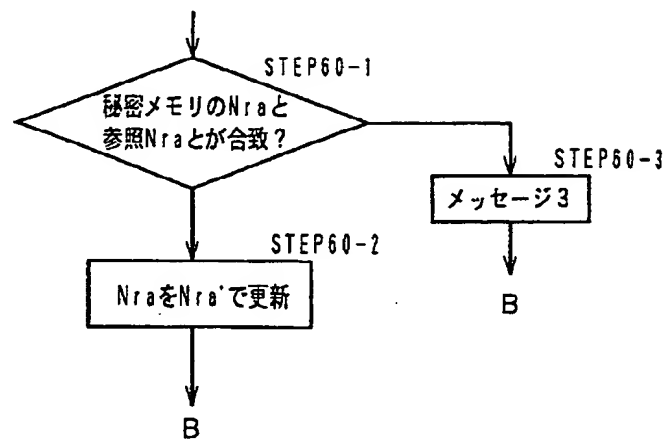 STEP60-1
秘密メモリのNraと
参照Nraとが合致？
STEP60-3
メッセージ3
STEP60-2
NraをNra'で更新
B
B